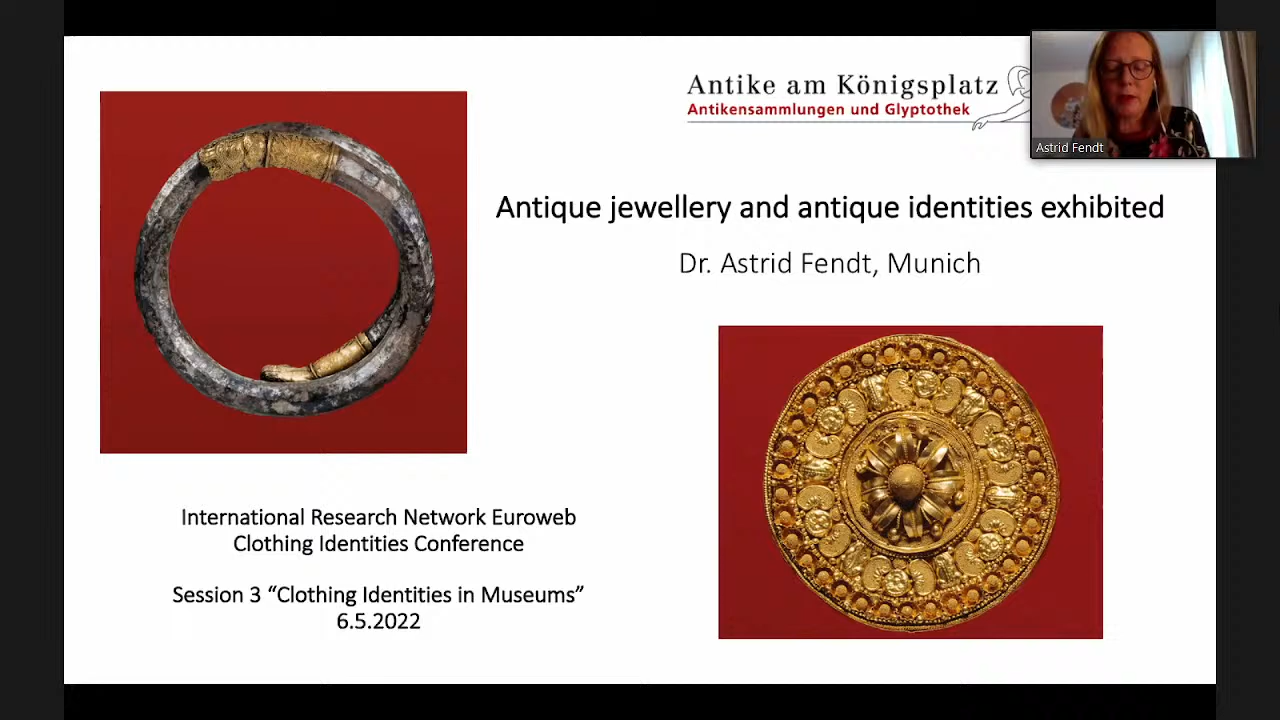 Antike am Königsplatz
Antikensammlungen und Glyptothek
Astrid Fendt
Antique jewellery and antique identities exhibited
Dr. Astrid Fendt, Munich
International Research Network Euroweb
Clothing Identities Conference
Session 3 “Clothing Identities in Museums”
6.5.2022